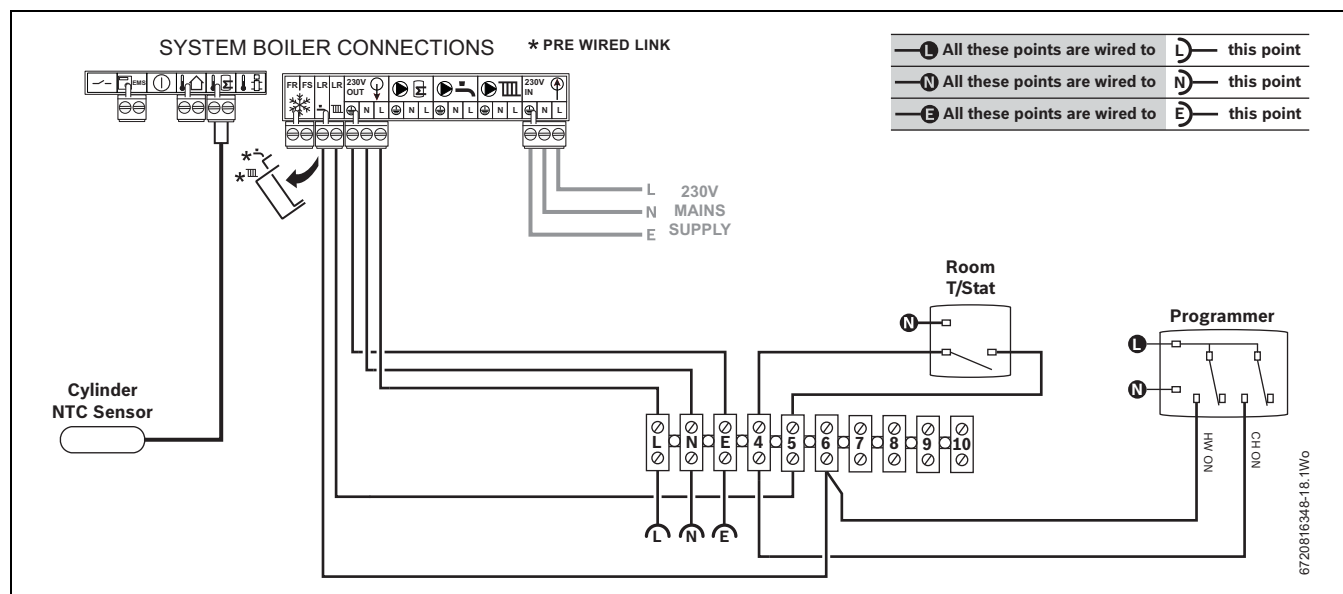 SYSTEM BOILER CONNECTIONS
* PRE WIRED LINK
L All these points are wired to L this point
N All these points are wired to N this point
E All these points are wired to E this point
EMS
FR FS LR LR 230V OUT 230V IN
N L N L N L N L N L
*
*
L 230V
N MAINS
E SUPPLY
Room
T/Stat
N
Programmer
L
N
Cylinder
NTC Sensor
L N E 4 5 6 7 8 9 10
HW ON
CH ON
L N E
6720816348-18.1Wo